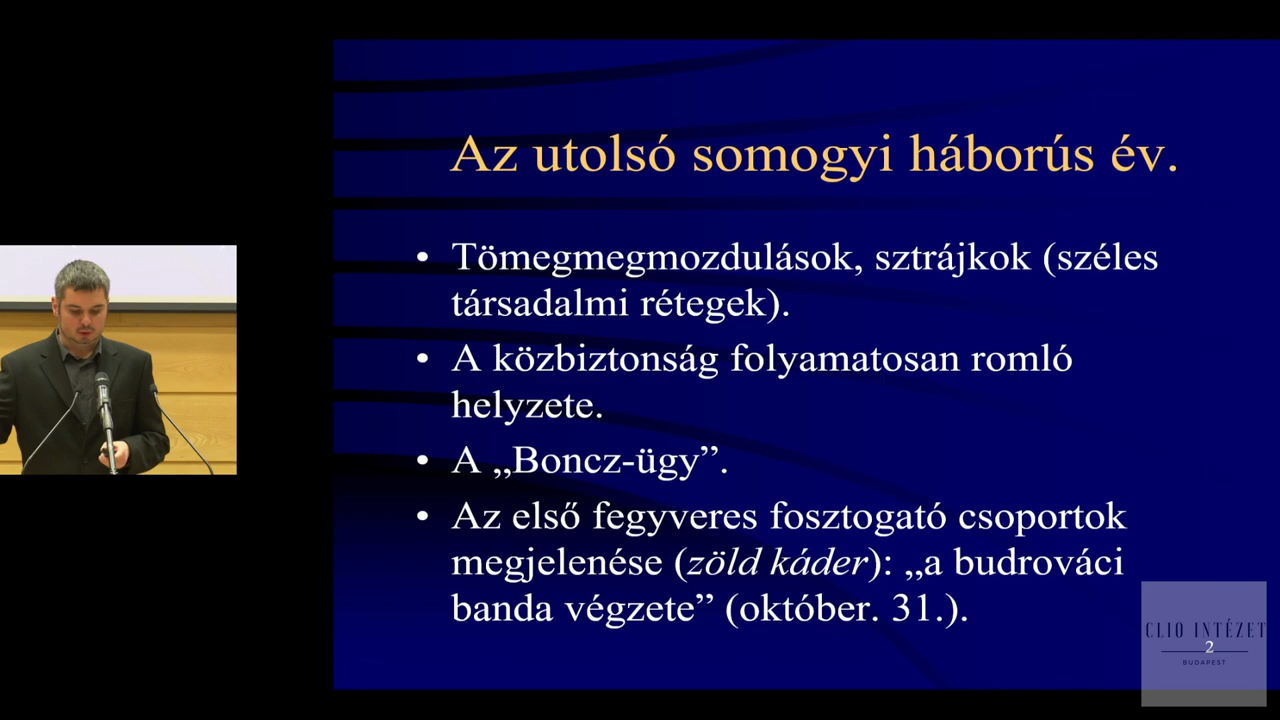 Az utolsó somogyi háborús év.
• Tömegmegmozdulások, sztrájkok (széles
társadalmi rétegek).
• A közbiztonság folyamatosan romló
helyzete.
• A „Boncz-ügy”.
• Az első fegyveres fosztogató csoportok
megjelenése (zöld káder): „a budrováci
banda végzete” (október. 31.).
CLIO INTÉZET
2
BUDAPEST